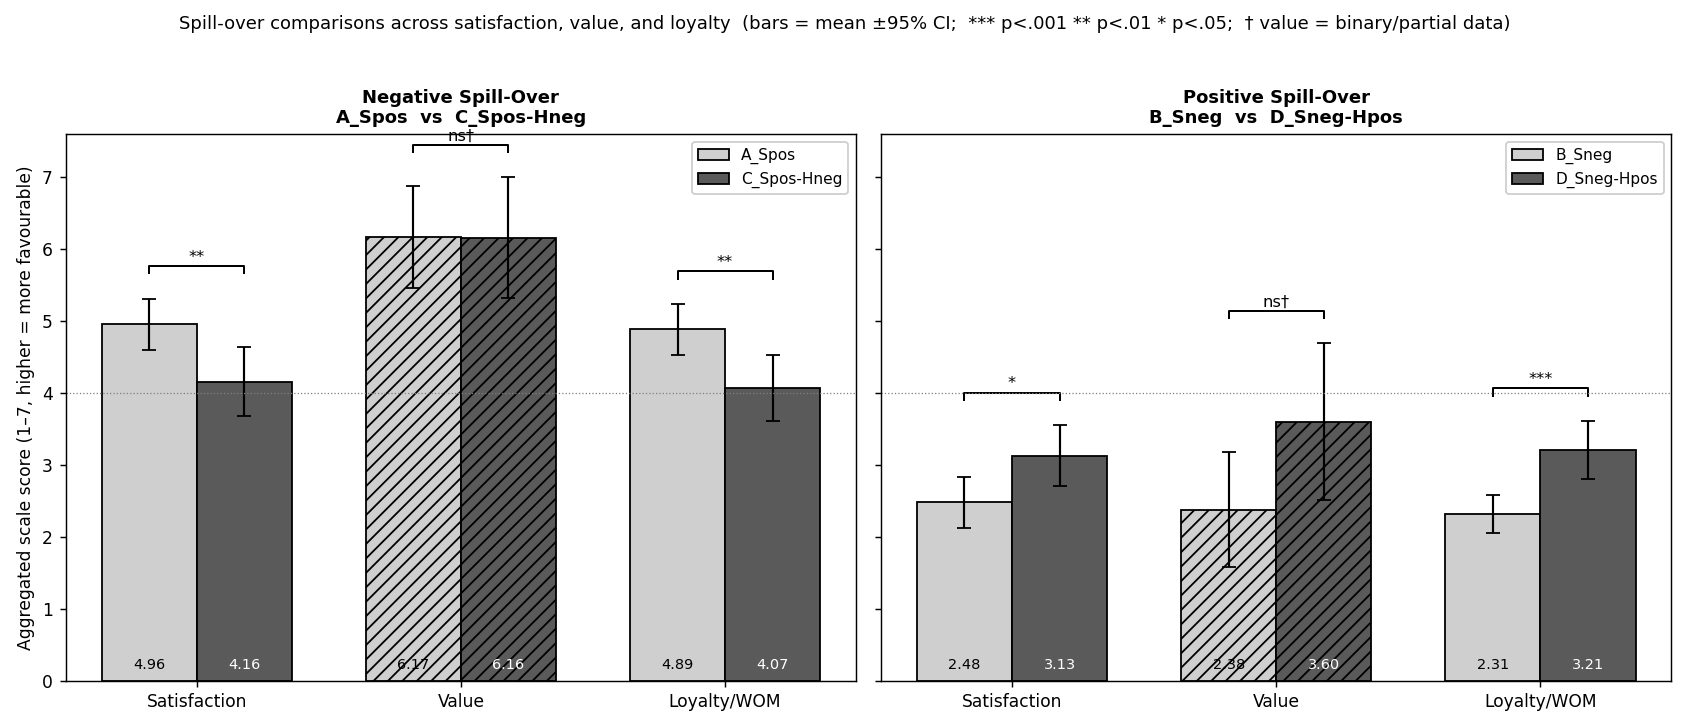 Spill-over comparisons across satisfaction, value, and loyalty  (bars = mean ±95% CI;  *** p<.001 ** p<.01 * p<.05;  † value = binary/partial data)
Negative Spill-Over
A_Spos  vs  C_Spos-Hneg
Aggregated scale score (1–7, higher = more favourable)
7
6
5
4
3
2
1
0
**
ns†
**
A_Spos
C_Spos-Hneg
4.96
4.16
6.17
6.16
4.89
4.07
Satisfaction
Value
Loyalty/WOM
Positive Spill-Over
B_Sneg  vs  D_Sneg-Hpos
*
ns†
***
B_Sneg
D_Sneg-Hpos
2.48
3.13
2.38
3.60
2.31
3.21
Satisfaction
Value
Loyalty/WOM